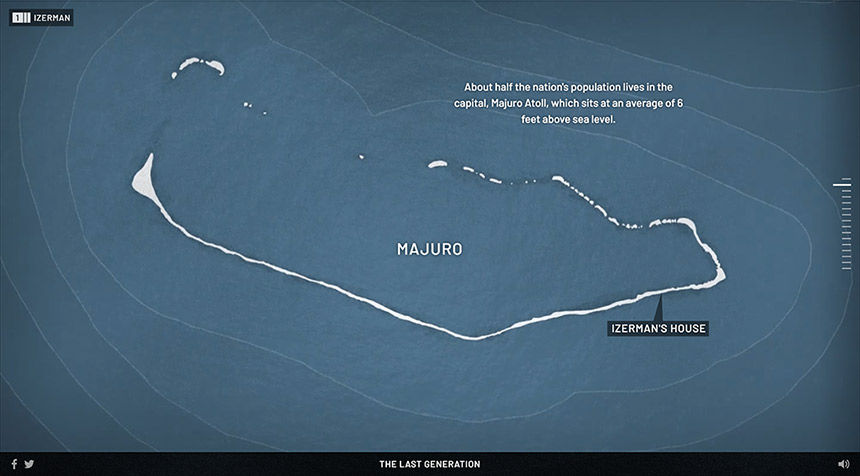 1 IZERMAN
About half the nation's population lives in the
capital, Majuro Atoll, which sits at an average of 6
feet above sea level.
MAJURO
IZERMAN'S HOUSE
THE LAST GENERATION